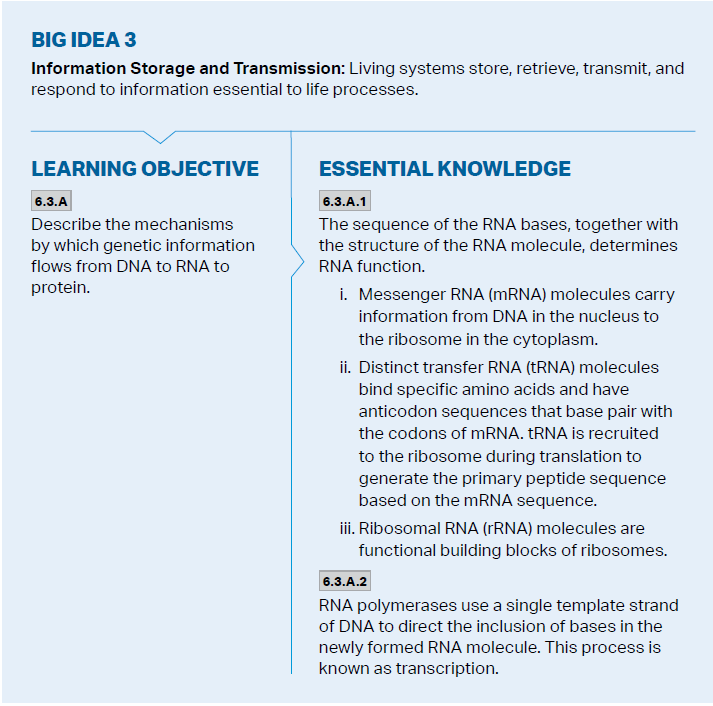 BIG IDEA 3
Information Storage and Transmission: Living systems store, retrieve, transmit, and
respond to information essential to life processes.
LEARNING OBJECTIVE
6.3.A
Describe the mechanisms
by which genetic information
flows from DNA to RNA to
protein.
ESSENTIAL KNOWLEDGE
6.3.A.1
The sequence of the RNA bases, together with
the structure of the RNA molecule, determines
RNA function.
i. Messenger RNA (mRNA) molecules carry
information from DNA in the nucleus to
the ribosome in the cytoplasm.
ii. Distinct transfer RNA (tRNA) molecules
bind specific amino acids and have
anticodon sequences that base pair with
the codons of mRNA. tRNA is recruited
to the ribosome during translation to
generate the primary peptide sequence
based on the mRNA sequence.
iii. Ribosomal RNA (rRNA) molecules are
functional building blocks of ribosomes.
6.3.A.2
RNA polymerases use a single template strand
of DNA to direct the inclusion of bases in the
newly formed RNA molecule. This process is
known as transcription.